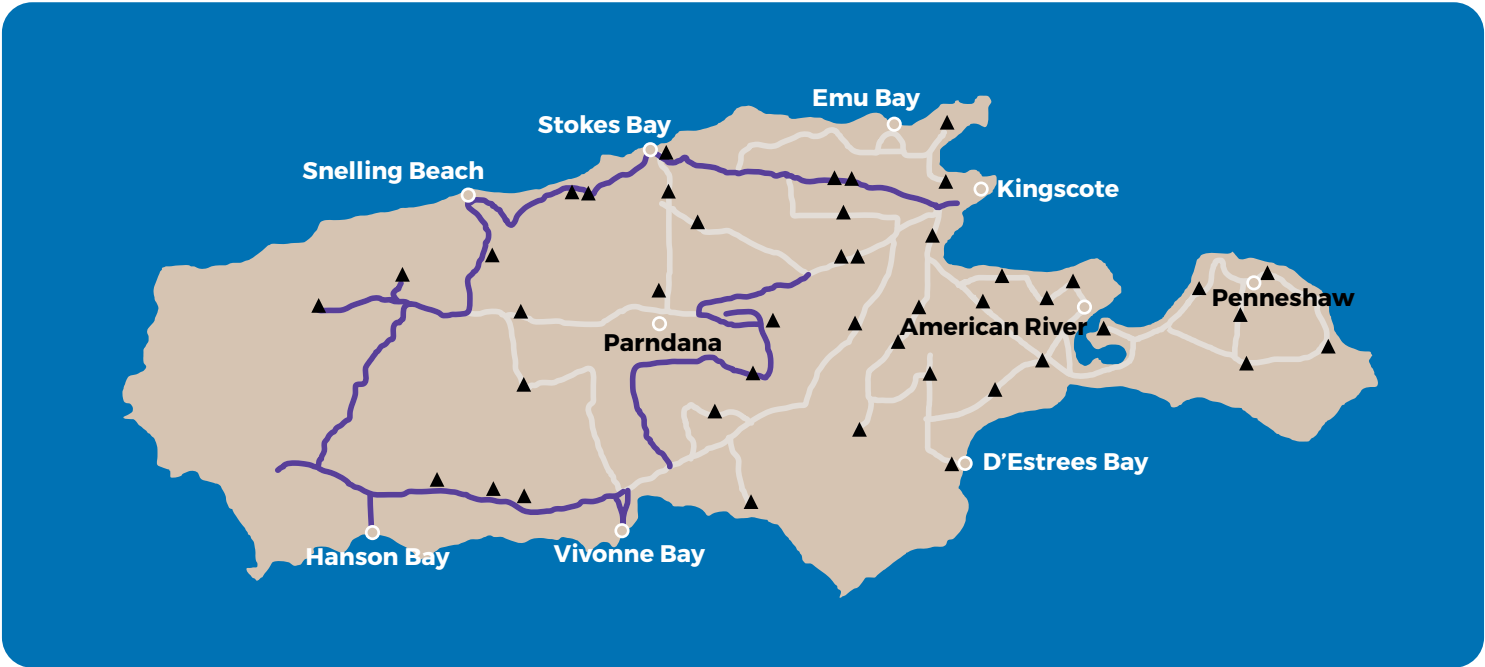 Emu Bay
Stokes Bay
Snelling Beach
Kingscote
Penneshaw
American River
Parndana
D’Estrees Bay
Hanson Bay
Vivonne Bay